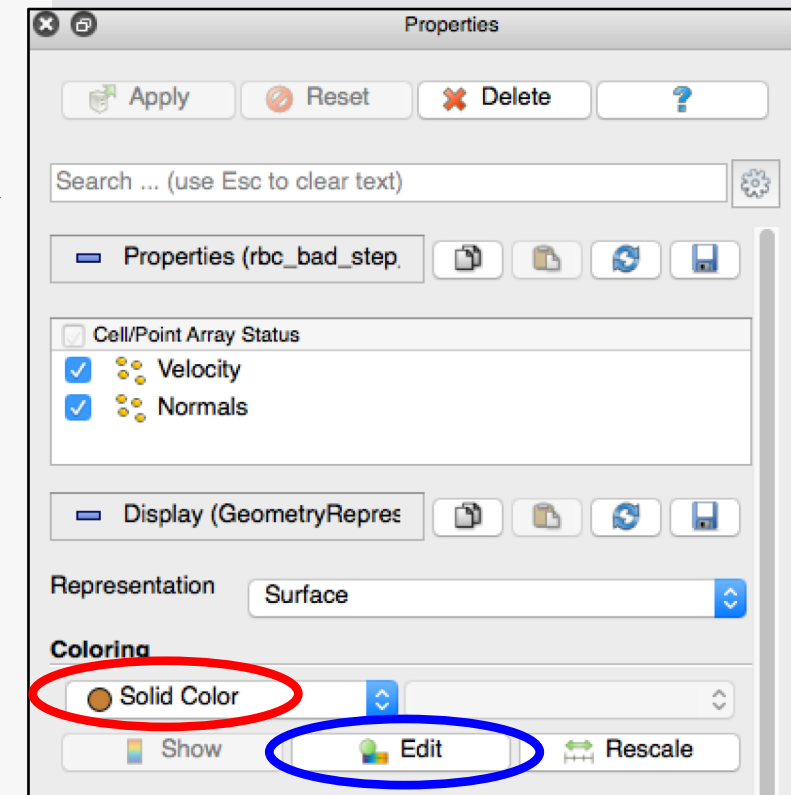 Properties
Apply Reset Delete ?
Search ... (use Esc to clear text)
Properties (rbc_bad_step
Cell/Point Array Status
Velocity
Normals
Display (GeometryRepres
Representation Surface
Coloring
Solid Color
Show Edit Rescale